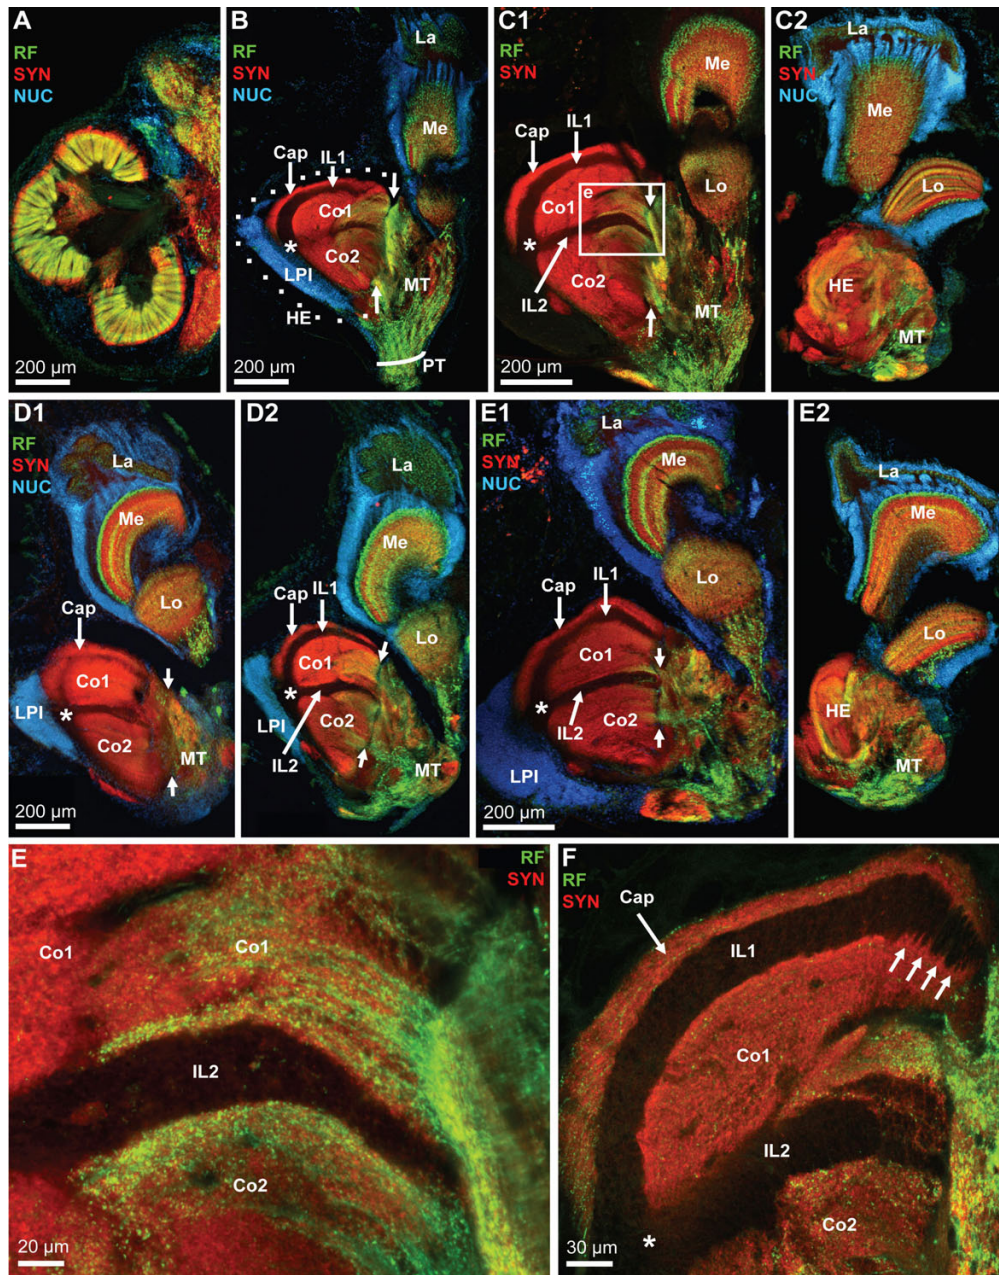 A
RF
SYN
NUC
200 µm
B
RF
SYN
NUC
La
Me
Cap
IL1
Co1
*
Co2
LPI
HE
MT
PT
200 µm
C1
RF
SYN
Me
IL1
Cap
e
Lo
Co1
*
Co2
IL2
MT
200 µm
C2
RF
SYN
NUC
La
Me
Lo
HE
MT
D1
RF
SYN
NUC
La
Me
Lo
Cap
Co1
LPI
*
Co2
MT
200 µm
D2
La
Me
Cap
IL1
Lo
Co1
LPI
*
Co2
IL2
MT
E1
RF
SYN
NUC
La
Me
IL1
Cap
Lo
Co1
*
IL2
Co2
LPI
200 µm
E2
La
Me
Lo
HE
MT
E
RF
SYN
Co1
Co1
IL2
Co2
20 µm
F
RF
SYN
Cap
IL1
Co1
IL2
Co2
*
30 µm